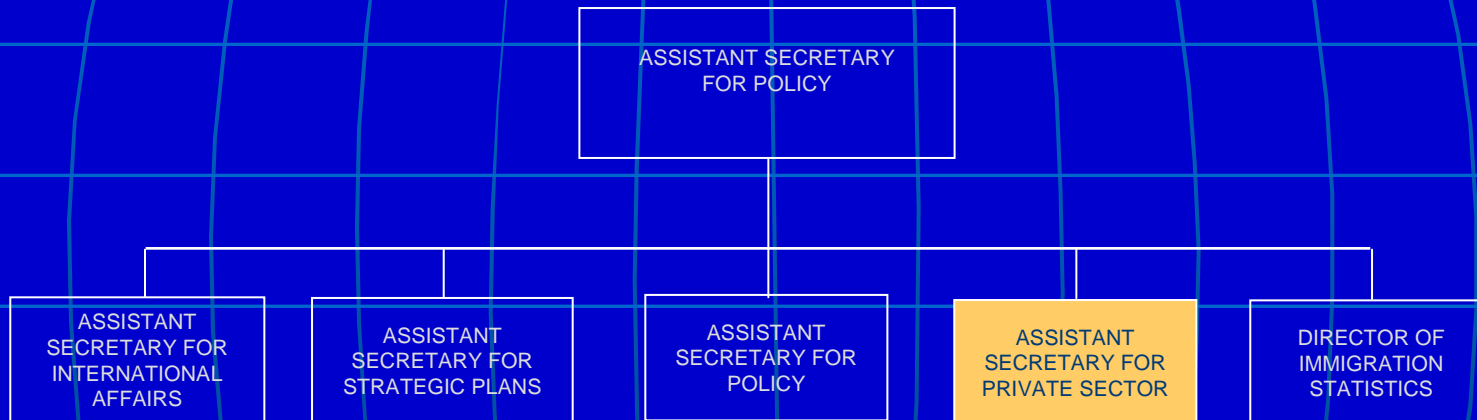 ASSISTANT SECRETARY
FOR POLICY
ASSISTANT
SECRETARY FOR
INTERNATIONAL
AFFAIRS
ASSISTANT
SECRETARY FOR
STRATEGIC PLANS
ASSISTANT
SECRETARY FOR
POLICY
ASSISTANT
SECRETARY FOR
PRIVATE SECTOR
DIRECTOR OF
IMMIGRATION
STATISTICS